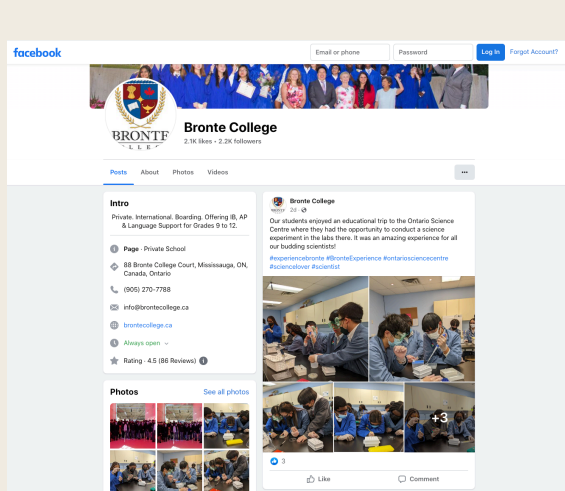 facebook
Email or phone
Password
Log In
Forgot Account?
BRONTE
Bronte College
2.1K likes • 2.2K followers
Posts
About
Photos
Videos
Intro
Private. International. Boarding. Offering IB, AP
& Language Support for Grades 9 to 12.
Page · Private School
88 Bronte College Court, Mississauga, ON,
Canada, Ontario
(905) 270-7788
info@brontecollege.ca
brontecollege.ca
Always open
Rating · 4.5 (86 Reviews)
Photos
See all photos
Bronte College
2d ·
Our students enjoyed an educational trip to the Ontario Science
Centre where they had the opportunity to conduct a science
experiment in the labs there. It was an amazing experience for all
our budding scientists!
#experiencebronte #BronteExperience #ontariosciencecentre
#sciencelover #scientist
+3
3
Like
Comment